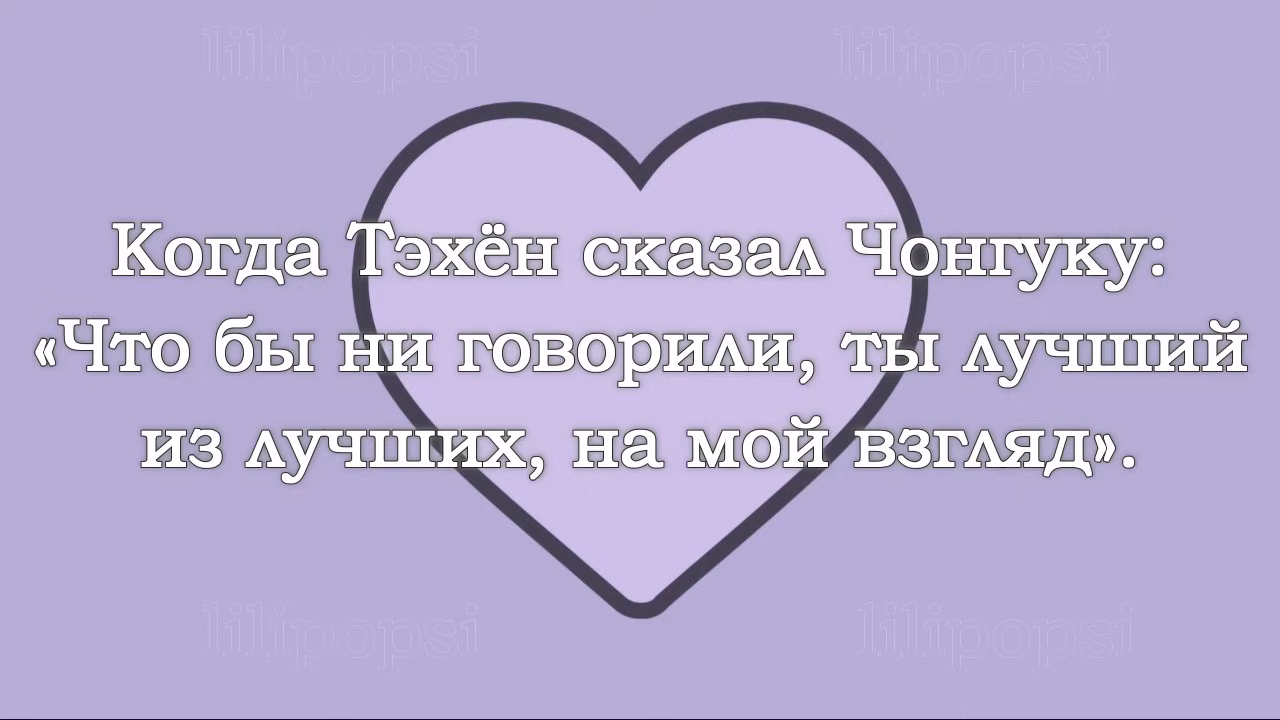 lilipopsi lilipopsi
Когда Тэхён сказал Чонгуку:
«Что бы ни говорили, ты лучший
из лучших, на мой взгляд».
lilipopsi lilipopsi